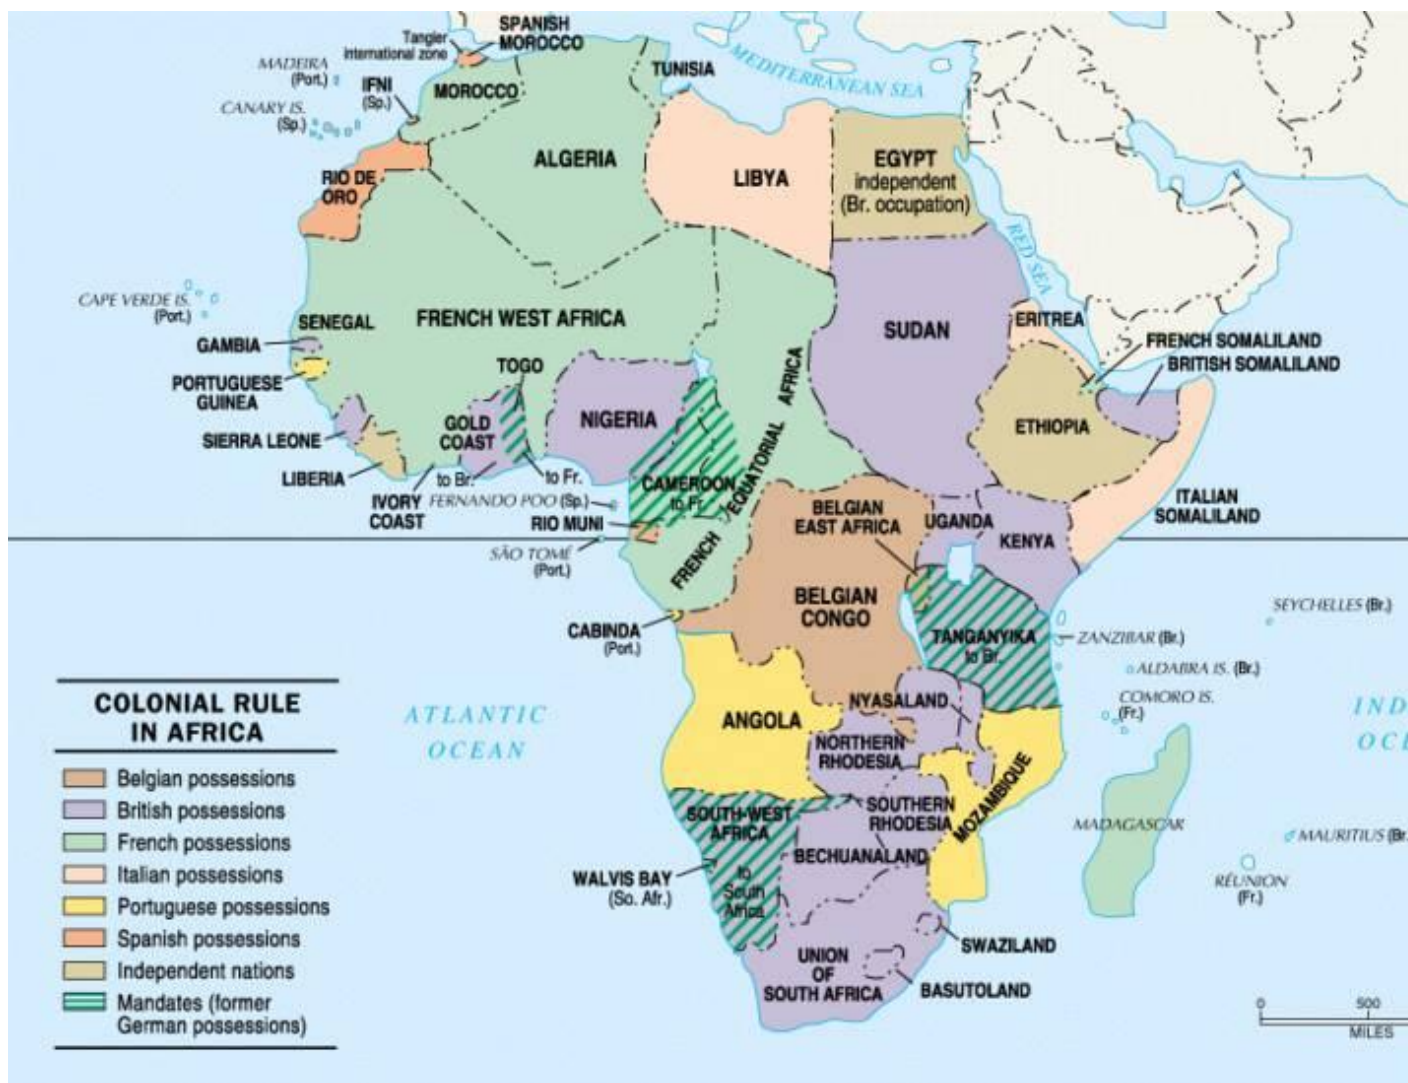 SPANISH
MOROCCO
Tangier
international zone
MADEIRA
(Port.)
IFNI
(Sp.)
CANARY IS.
(Sp.)
MOROCCO
TUNISIA
MEDITERRANEAN SEA
ALGERIA
LIBYA
EGYPT
independent
(Br. occupation)
RIO DE
ORO
RED SEA
CAPE VERDE IS.
(Port.)
SENEGAL
FRENCH WEST AFRICA
SUDAN
ERITREA
GAMBIA
FRENCH SOMALILAND
BRITISH SOMALILAND
TOGO
PORTUGUESE
GUINEA
NIGERIA
GOLD
COAST
SIERRA LEONE
ETHIOPIA
LIBERIA
to Br.
to Fr.
IVORY
COAST
FERNANDO POO (Sp.)
CAMEROON
to Fr.
FRENCH EQUATORIAL AFRICA
RIO MUNI
BELGIAN
EAST AFRICA
UGANDA
KENYA
ITALIAN
SOMALILAND
SÃO TOMÉ
(Port.)
BELGIAN
CONGO
SEYCHELLES (Br.)
CABINDA
(Port.)
TANGANYIKA
to Br.
ZANZIBAR (Br.)
ALDABRA IS. (Br.)
COMORO IS.
(Fr.)
NYASALAND
ATLANTIC
OCEAN
IND
OCE
ANGOLA
NORTHERN
RHODESIA
MOZAMBIQUE
SOUTH-WEST
AFRICA
to
South
Africa
SOUTHERN
RHODESIA
MADAGASCAR
MAURITIUS (Br.
BECHUANALAND
WALVIS BAY
(So. Afr.)
RÉUNION
(Fr.)
SWAZILAND
UNION
OF
SOUTH AFRICA
BASUTOLAND
COLONIAL RULE
IN AFRICA
Belgian possessions
British possessions
French possessions
Italian possessions
Portuguese possessions
Spanish possessions
Independent nations
Mandates (former
German possessions)
0 500
MILES